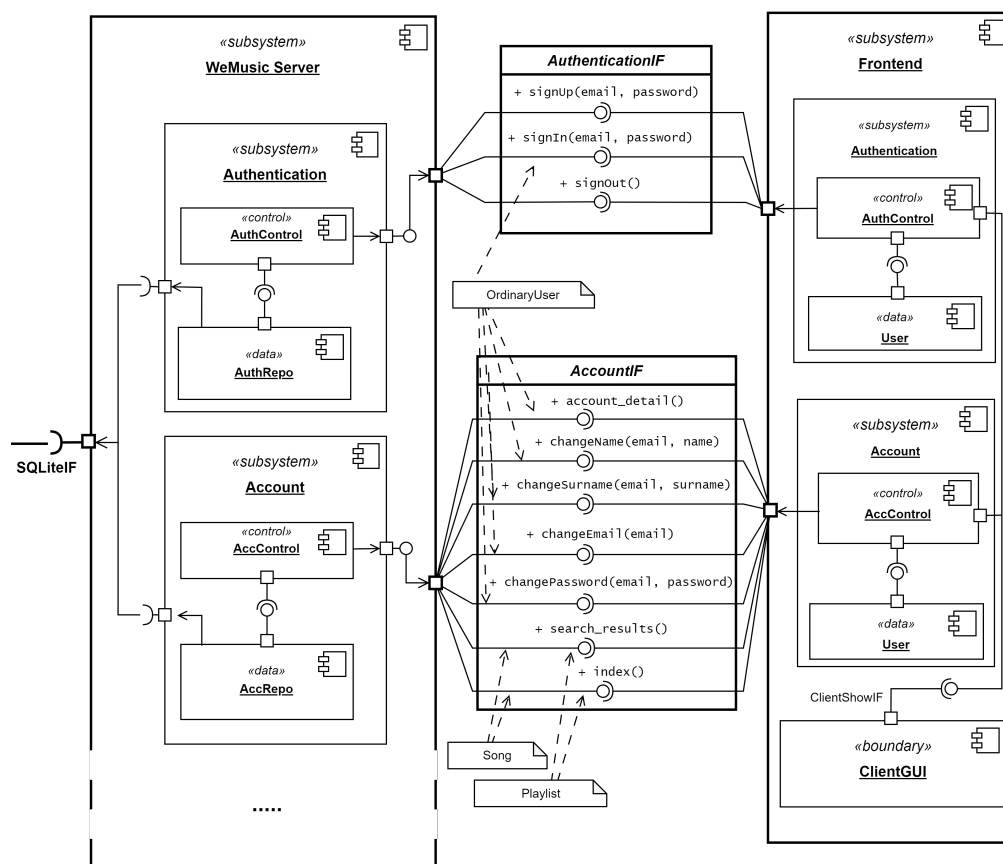 «subsystem»
WeMusic Server
«subsystem»
Authentication
«control»
AuthControl
«data»
AuthRepo
SQLiteIF
«subsystem»
Account
«control»
AccControl
«data»
AccRepo
.....
AuthenticationIF
+ signUp(email, password)
+ signIn(email, password)
+ signOut()
OrdinaryUser
AccountIF
+ account_detail()
+ changeName(email, name)
+ changeSurname(email, surname)
+ changeEmail(email)
+ changePassword(email, password)
+ search_results()
+ index()
Song
Playlist
«subsystem»
Frontend
«subsystem»
Authentication
«control»
AuthControl
«data»
User
«subsystem»
Account
«control»
AccControl
«data»
User
ClientShowIF
«boundary»
ClientGUI